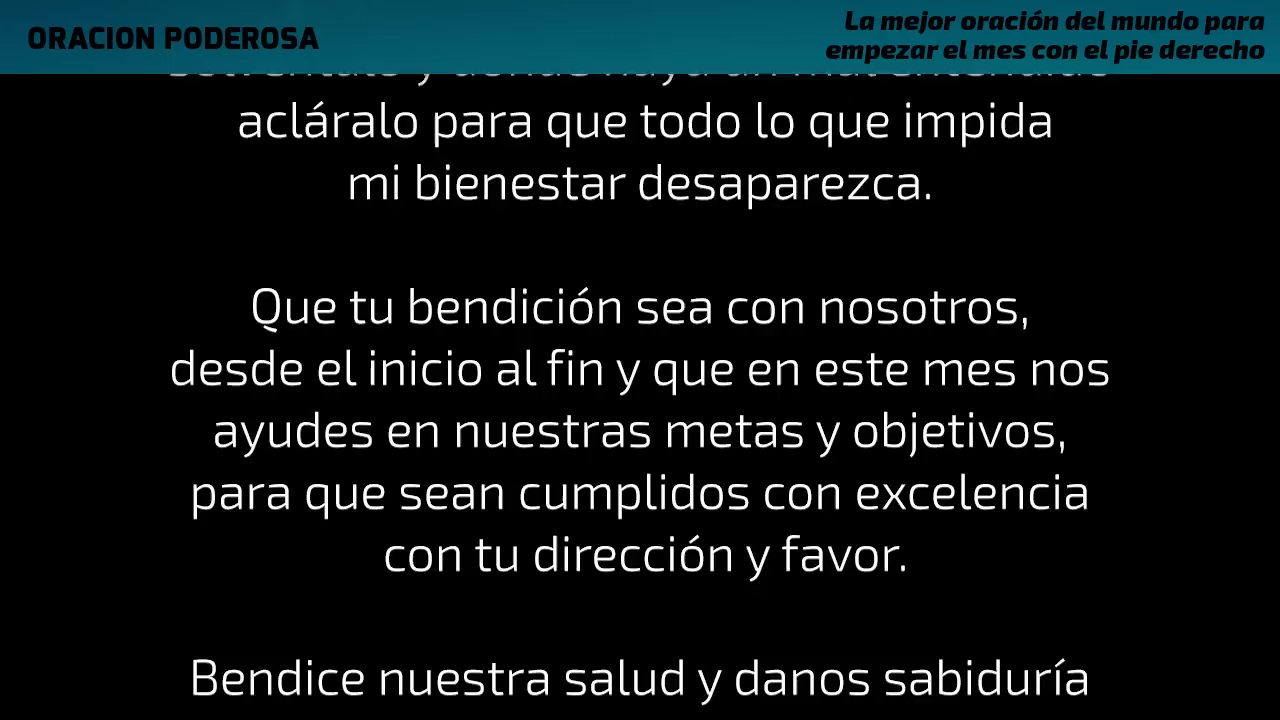 ORACION PODEROSA
La mejor oración del mundo para
empezar el mes con el pie derecho
acláralo para que todo lo que impida
mi bienestar desaparezca.
Que tu bendición sea con nosotros,
desde el inicio al fin y que en este mes nos
ayudes en nuestras metas y objetivos,
para que sean cumplidos con excelencia
con tu dirección y favor.
Bendice nuestra salud y danos sabiduría